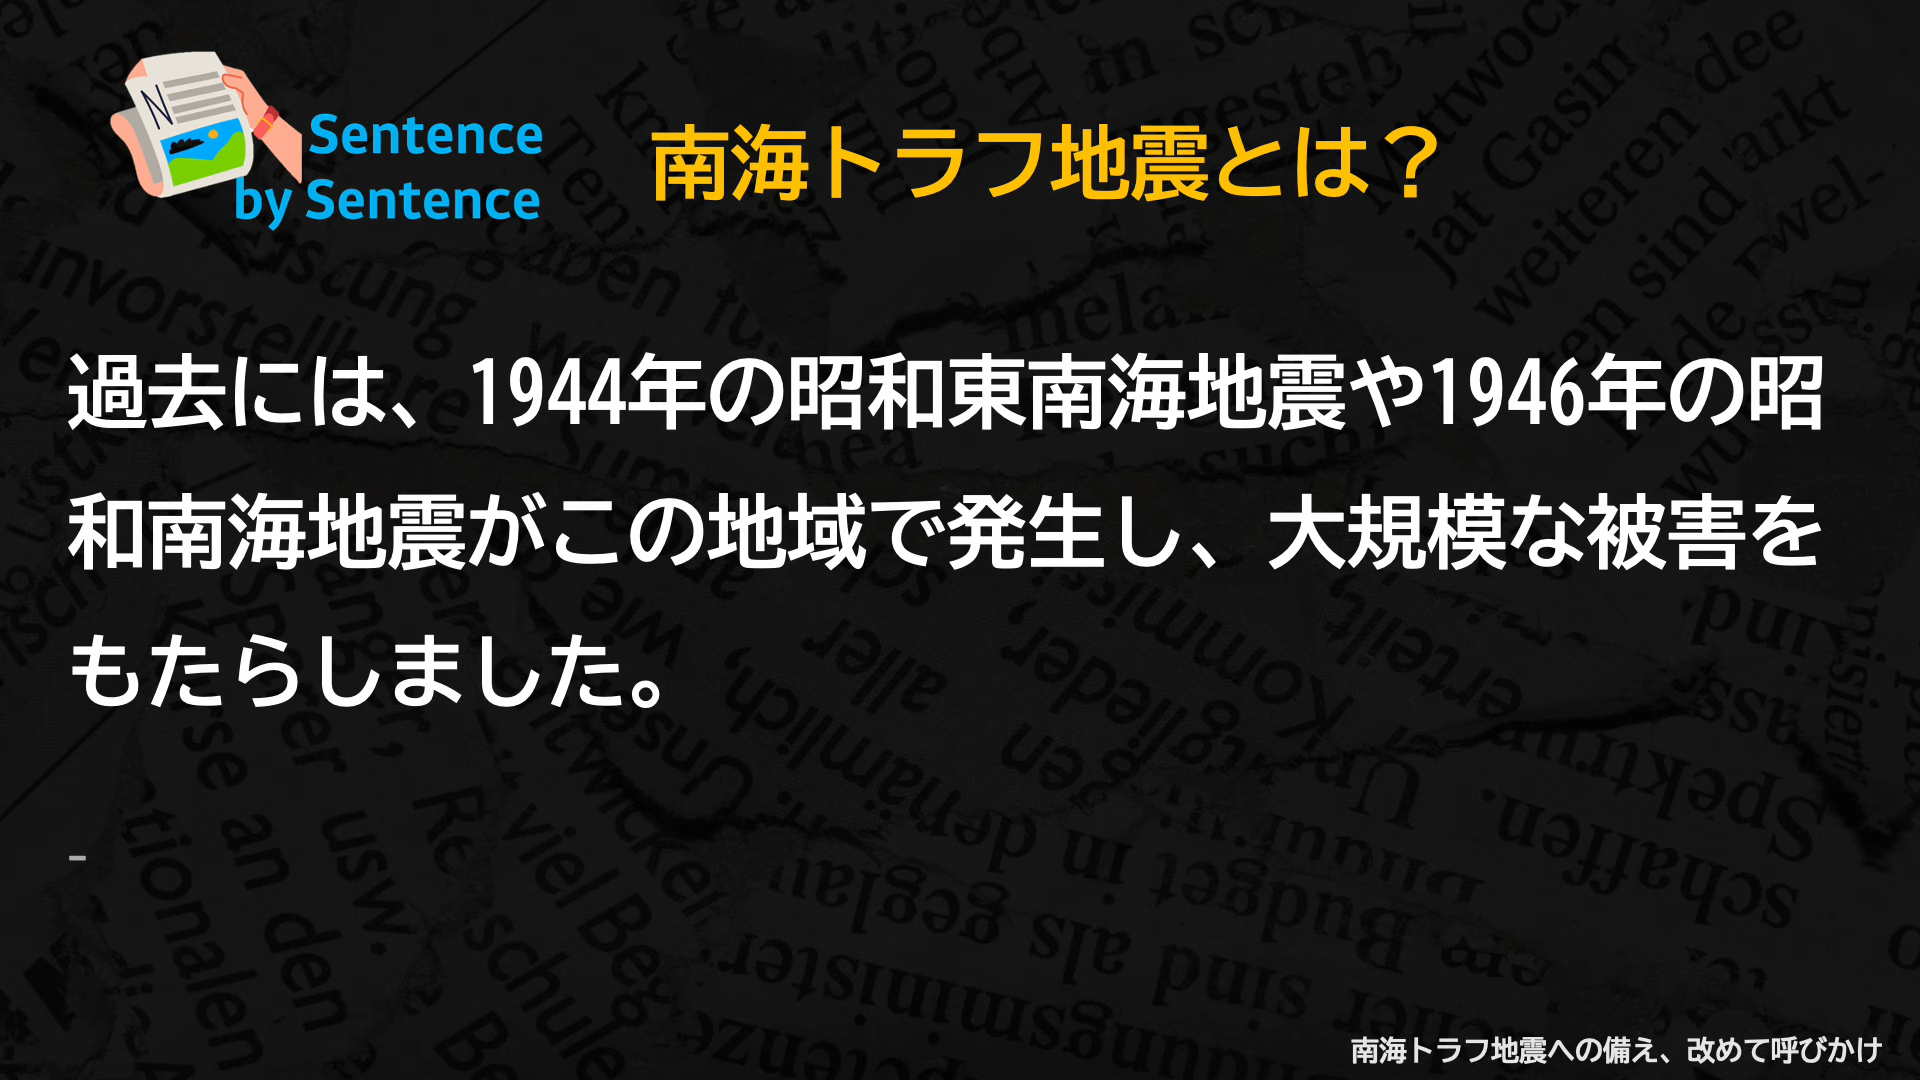 Sentence
by Sentence
南海トラフ地震とは？
過去には、1944年の昭和東南海地震や1946年の昭
和南海地震がこの地域で発生し、大規模な被害を
もたらしました。
-
南海トラフ地震への備え、改めて呼びかけ